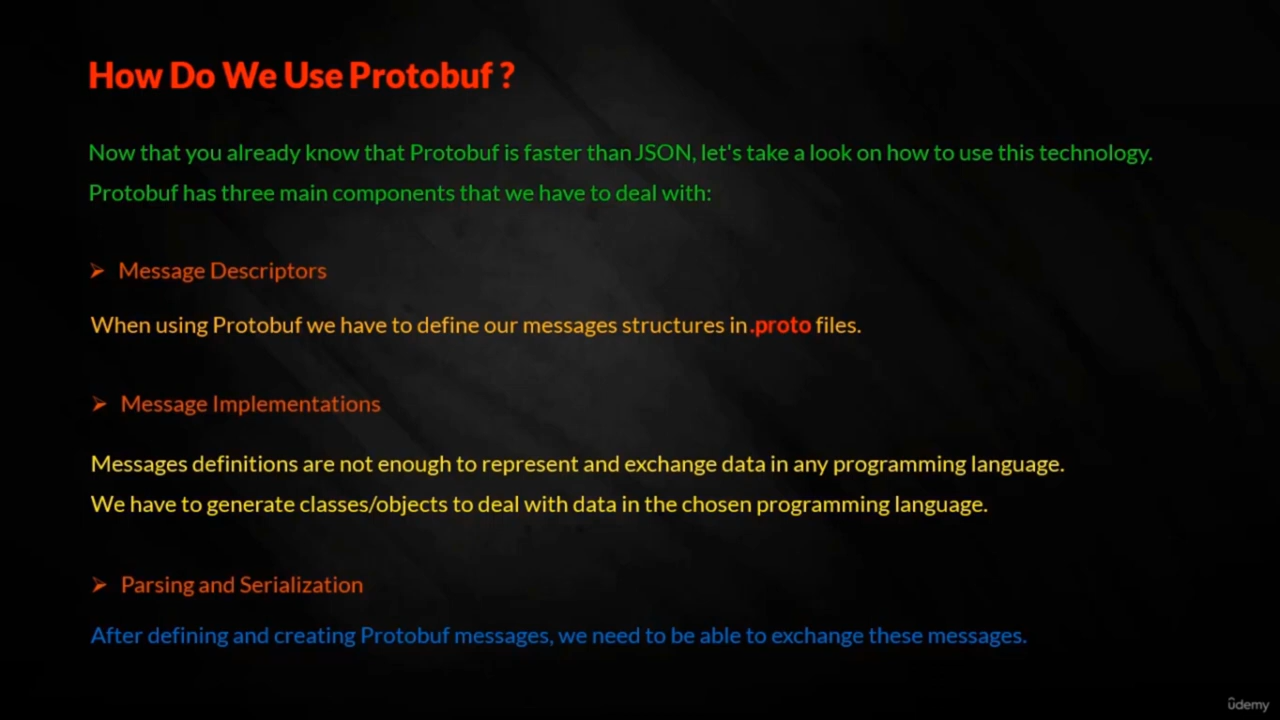 How Do We Use Protobuf ?
Now that you already know that Protobuf is faster than JSON, let's take a look on how to use this technology.
Protobuf has three main components that we have to deal with:
➢ Message Descriptors
When using Protobuf we have to define our messages structures in .proto files.
➢ Message Implementations
Messages definitions are not enough to represent and exchange data in any programming language.
We have to generate classes/objects to deal with data in the chosen programming language.
➢ Parsing and Serialization
After defining and creating Protobuf messages, we need to be able to exchange these messages.
ûdemy